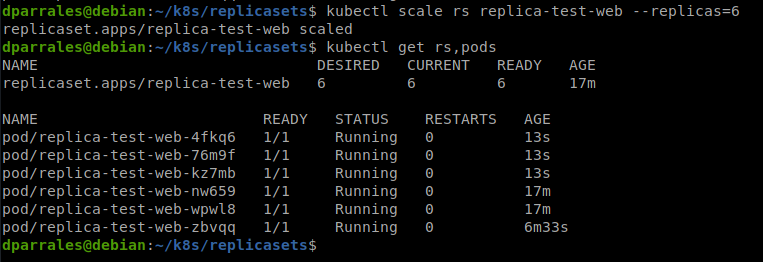 dparrales@debian:~/k8s/replicasets$ kubectl scale rs replica-test-web --replicas=6
replicaset.apps/replica-test-web scaled
dparrales@debian:~/k8s/replicasets$ kubectl get rs,pods
NAME DESIRED CURRENT READY AGE
replicaset.apps/replica-test-web 6 6 6 17m

NAME READY STATUS RESTARTS AGE
pod/replica-test-web-4fkq6 1/1 Running 0 13s
pod/replica-test-web-76m9f 1/1 Running 0 13s
pod/replica-test-web-kz7mb 1/1 Running 0 13s
pod/replica-test-web-nw659 1/1 Running 0 17m
pod/replica-test-web-wpwl8 1/1 Running 0 17m
pod/replica-test-web-zbvqq 1/1 Running 0 6m33s
dparrales@debian:~/k8s/replicasets$